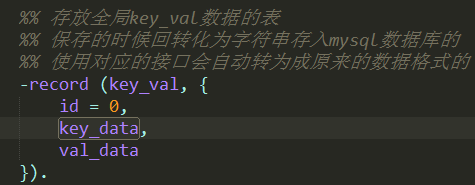 %% 存放全局key_val数据的表
%% 保存的时候回转化为字符串存入mysql数据库的
%% 使用对应的接口会自动转为成原来的数据格式的
-record (key_val, {
    id = 0,
    key_data,
    val_data
}).